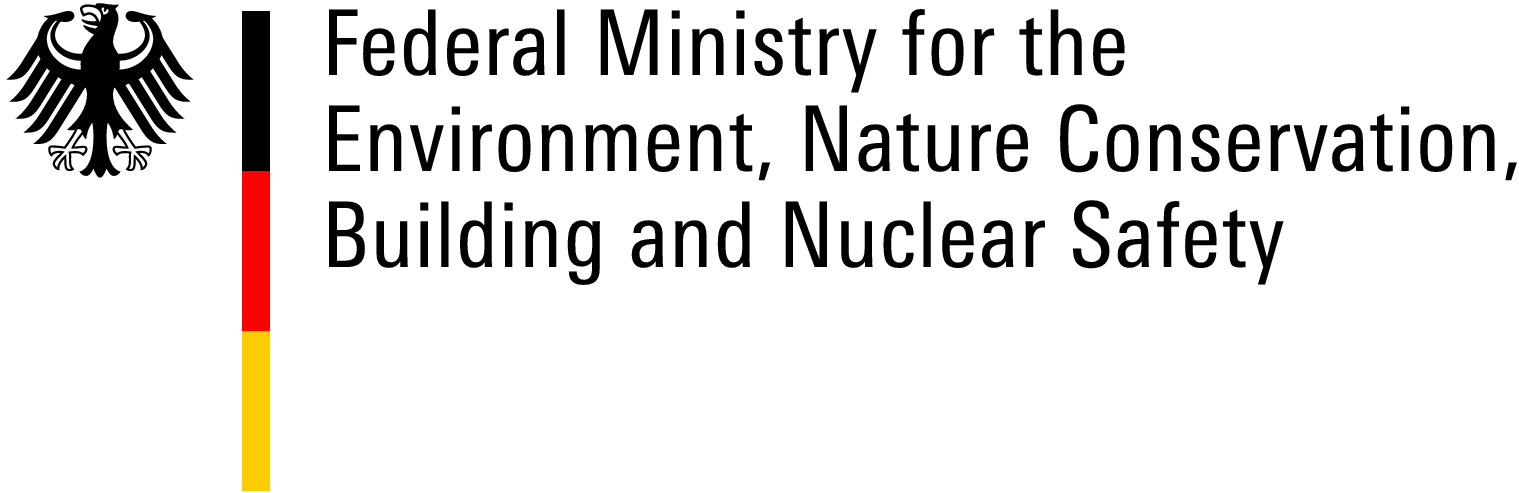 Federal Ministry for the
Environment, Nature Conservation,
Building and Nuclear Safety